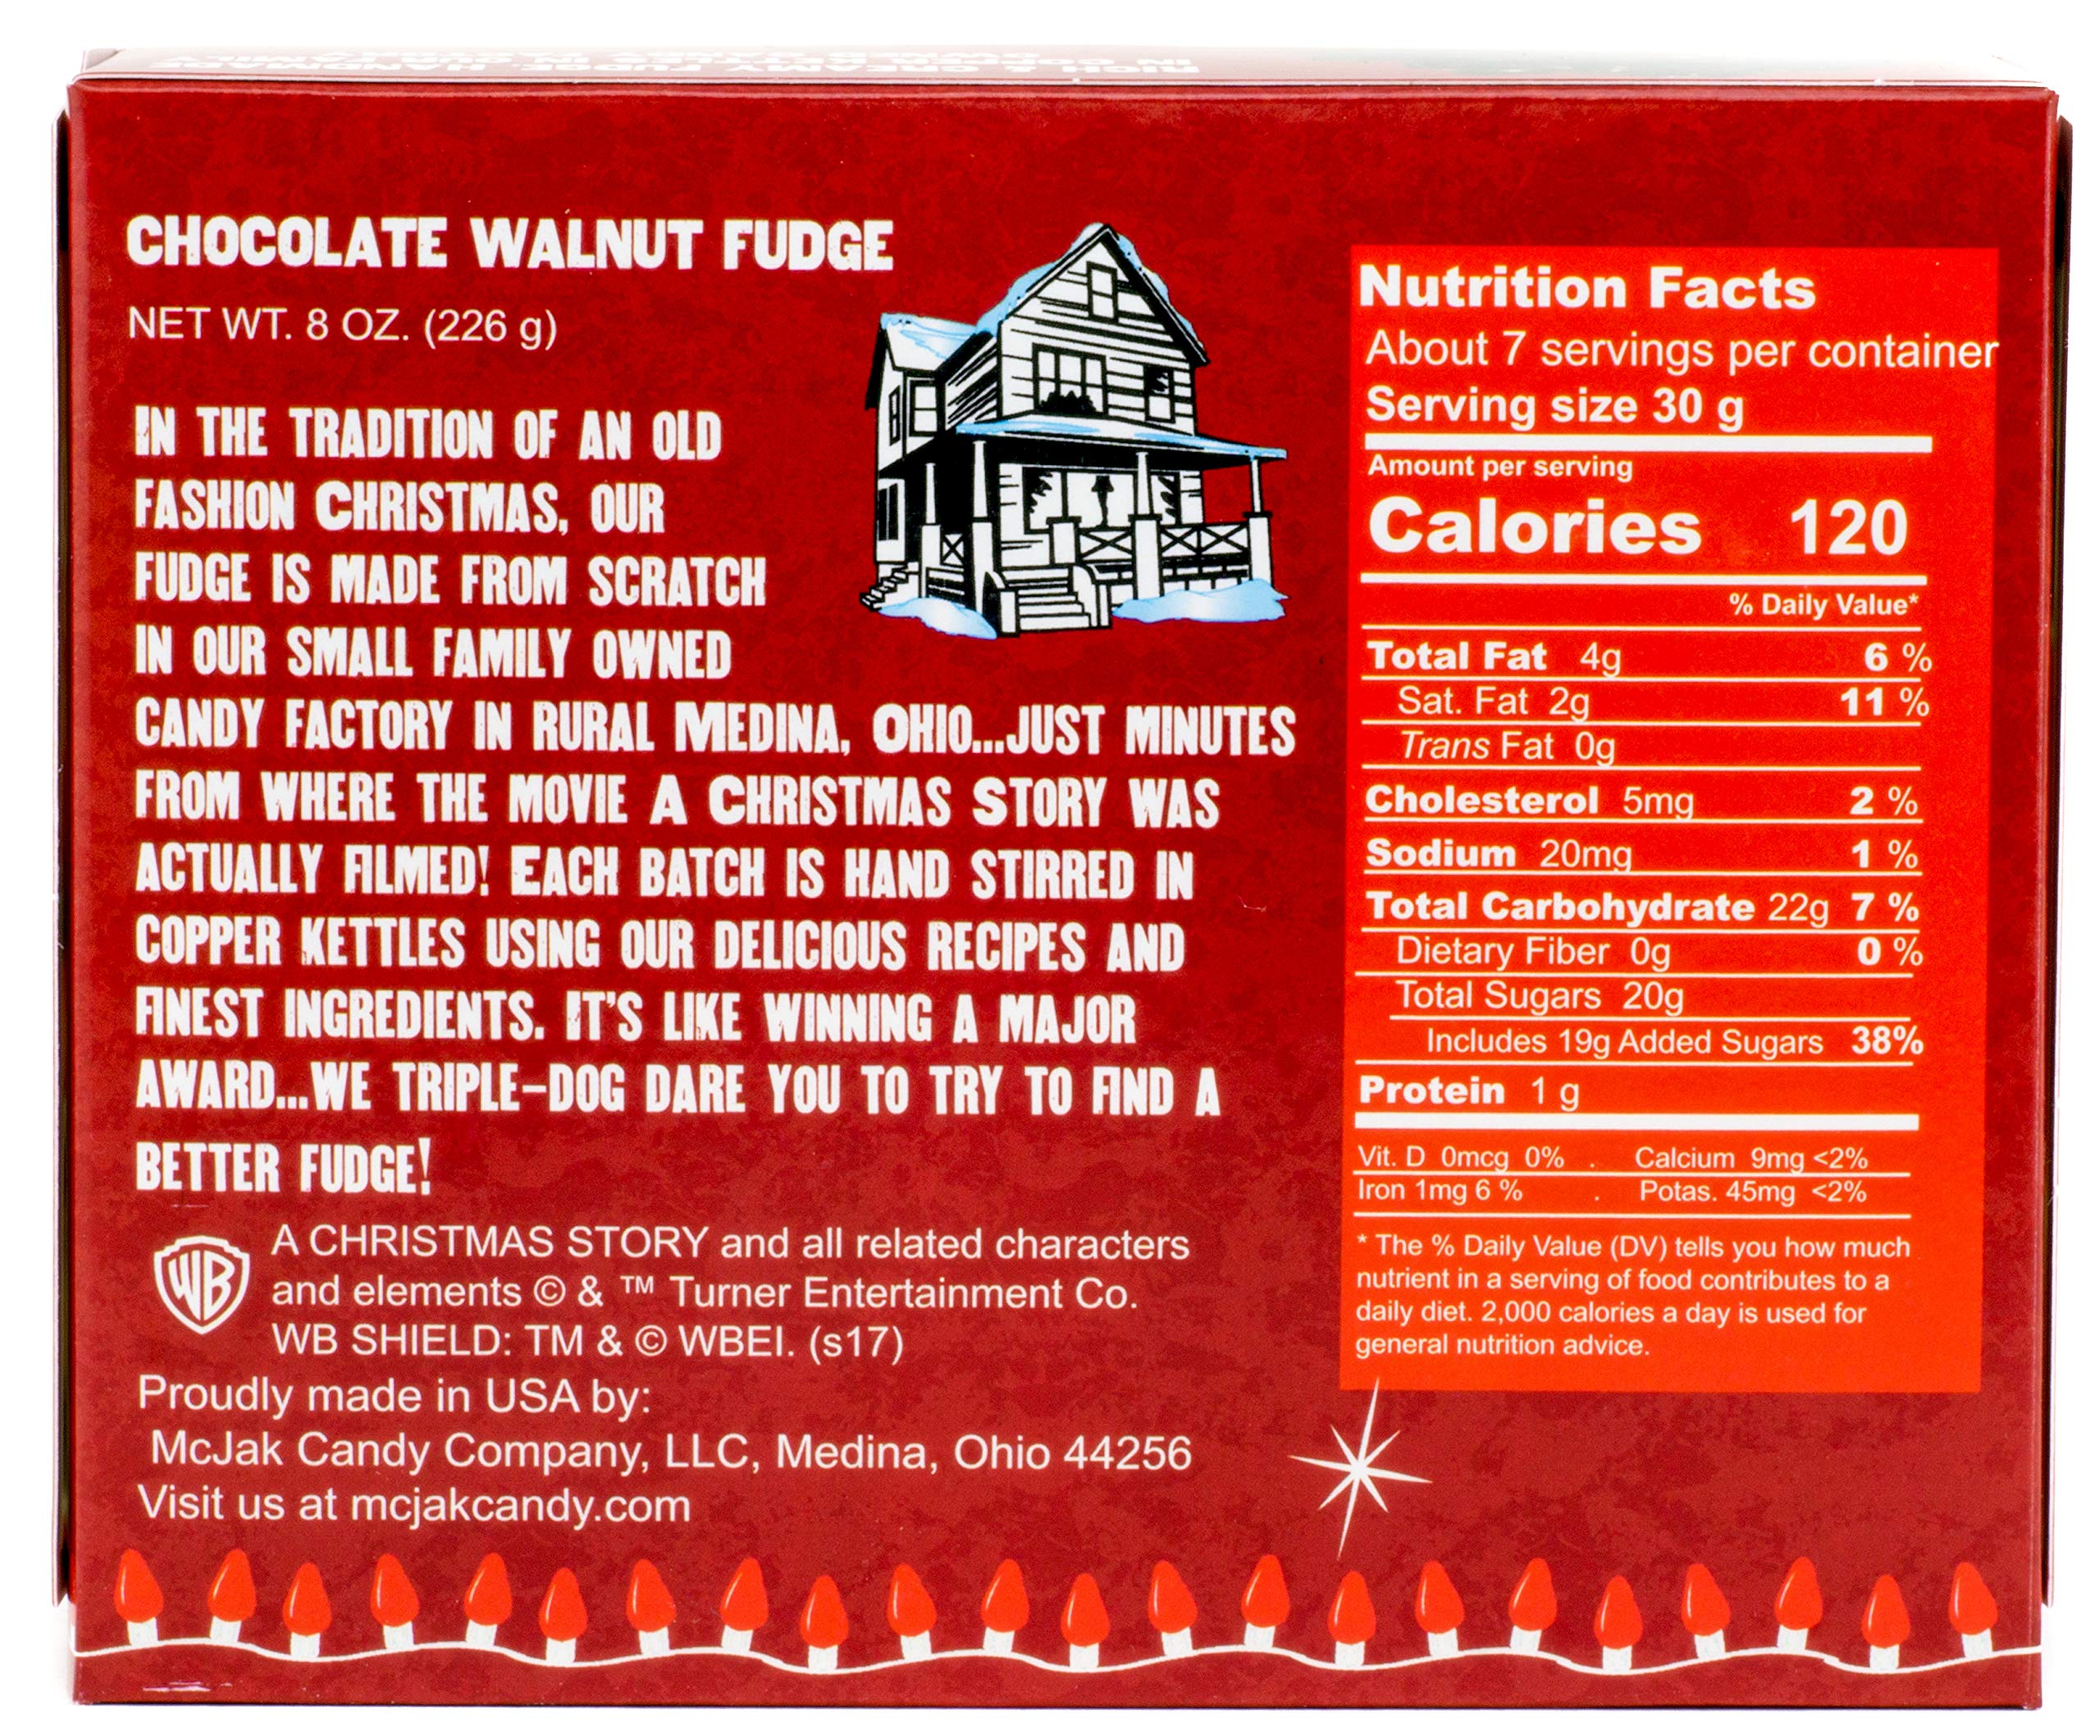 CHOCOLATE WALNUT FUDGE
NET WT. 8 OZ. (226 g)
IN THE TRADITION OF AN OLD
FASHION CHRISTMAS, OUR
FUDGE IS MADE FROM SCRATCH
IN OUR SMALL FAMILY OWNED
CANDY FACTORY IN RURAL MEDINA, OHIO...JUST MINUTES
FROM WHERE THE MOVIE A CHRISTMAS STORY WAS
ACTUALLY FILMED! EACH BATCH IS HAND STIRRED IN
COPPER KETTLES USING OUR DELICIOUS RECIPES AND
FINEST INGREDIENTS. IT'S LIKE WINNING A MAJOR
AWARD...WE TRIPLE-DOG DARE YOU TO TRY TO FIND A
BETTER FUDGE!
WB
A CHRISTMAS STORY and all related characters
and elements © & ™ Turner Entertainment Co.
WB SHIELD: TM & © WBEI. (s17)
Proudly made in USA by:
McJak Candy Company, LLC, Medina, Ohio 44256
Visit us at mcjakcandy.com
Nutrition Facts
About 7 servings per container
Serving size 30 g
Amount per serving
Calories 120
% Daily Value*
Total Fat 4g 6 %
Sat. Fat 2g 11 %
Trans Fat 0g
Cholesterol 5mg 2 %
Sodium 20mg 1 %
Total Carbohydrate 22g 7 %
Dietary Fiber 0g 0 %
Total Sugars 20g
Includes 19g Added Sugars 38%
Protein 1 g
Vit. D 0mcg 0% . Calcium 9mg <2%
Iron 1mg 6 % . Potas. 45mg <2%
* The % Daily Value (DV) tells you how much
nutrient in a serving of food contributes to a
daily diet. 2,000 calories a day is used for
general nutrition advice.